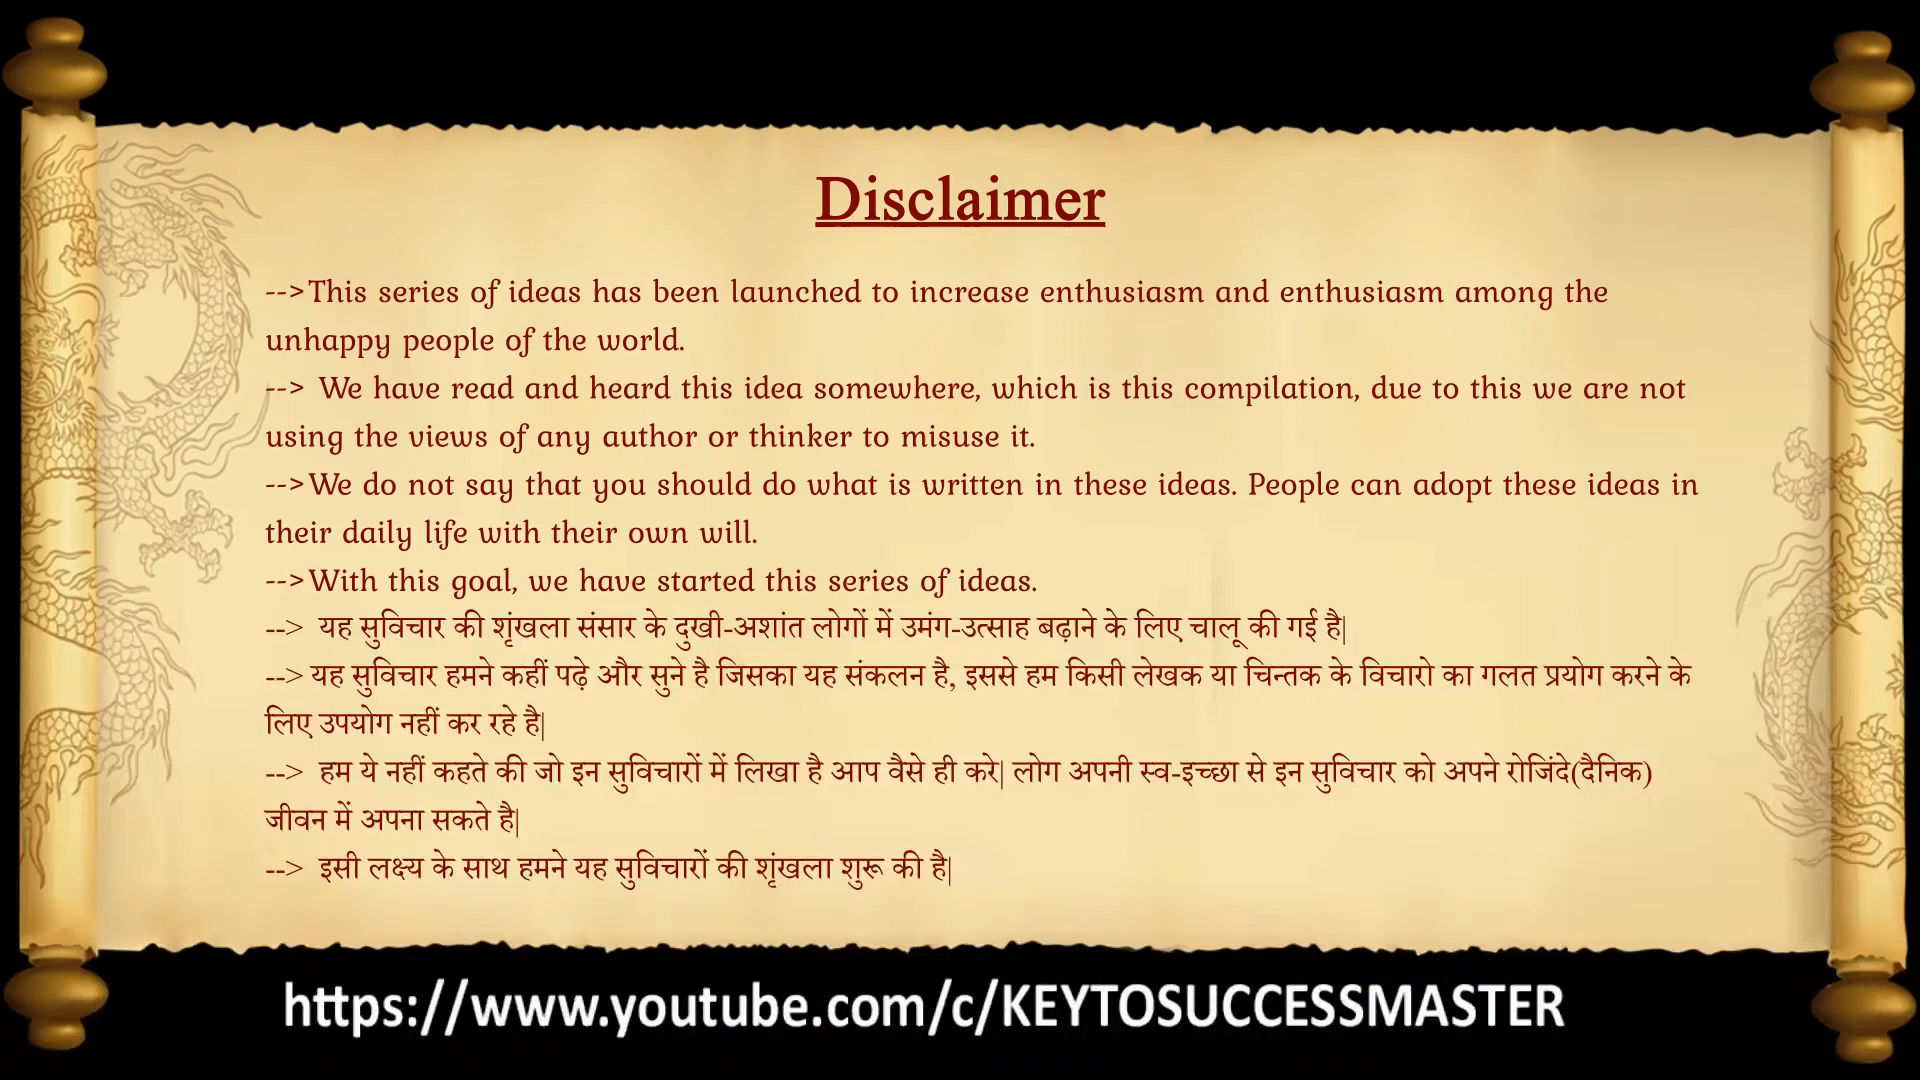 Disclaimer
-->This series of ideas has been launched to increase enthusiasm and enthusiasm among the
unhappy people of the world.
--> We have read and heard this idea somewhere, which is this compilation, due to this we are not
using the views of any author or thinker to misuse it.
-->We do not say that you should do what is written in these ideas. People can adopt these ideas in
their daily life with their own will.
-->With this goal, we have started this series of ideas.
--> यह सुविचार की शृंखला संसार के दुखी-अशांत लोगों में उमंग-उत्साह बढ़ाने के लिए चालू की गई है|
--> यह सुविचार हमने कहीं पढ़े और सुने है जिसका यह संकलन है, इससे हम किसी लेखक या चिन्तक के विचारो का गलत प्रयोग करने के
लिए उपयोग नहीं कर रहे है|
--> हम ये नहीं कहते की जो इन सुविचारों में लिखा है आप वैसे ही करे| लोग अपनी स्व-इच्छा से इन सुविचार को अपने रोजिंदे(दैनिक)
जीवन में अपना सकते है|
--> इसी लक्ष्य के साथ हमने यह सुविचारों की शृंखला शुरू की है|
https://www.youtube.com/c/KEYTOSUCCESSMASTER